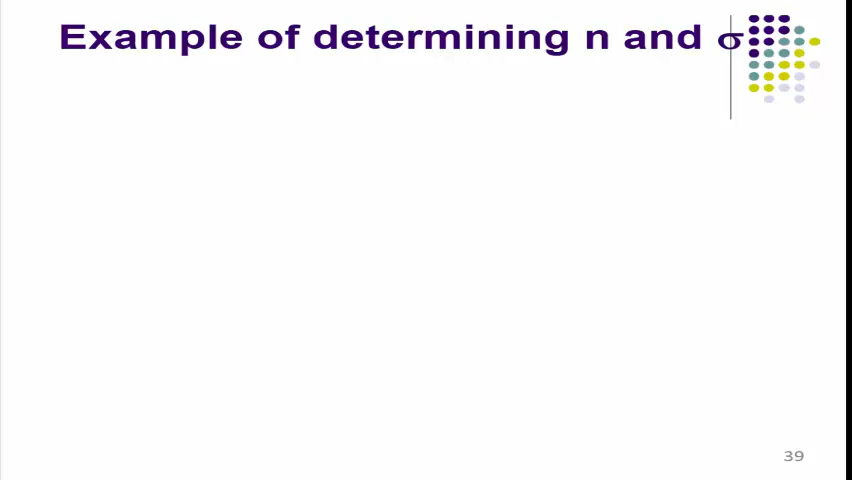 Example of determining n and σ
39